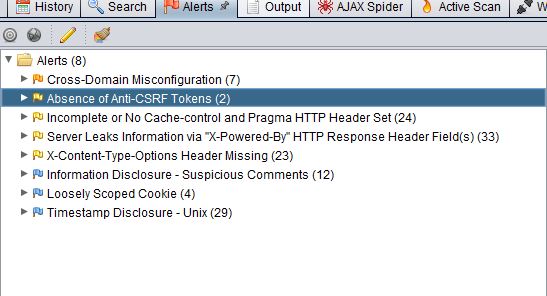 History Search Alerts Output AJAX Spider Active Scan W
Alerts (8)
Cross-Domain Misconfiguration (7)
Absence of Anti-CSRF Tokens (2)
Incomplete or No Cache-control and Pragma HTTP Header Set (24)
Server Leaks Information via "X-Powered-By" HTTP Response Header Field(s) (33)
X-Content-Type-Options Header Missing (23)
Information Disclosure - Suspicious Comments (12)
Loosely Scoped Cookie (4)
Timestamp Disclosure - Unix (29)